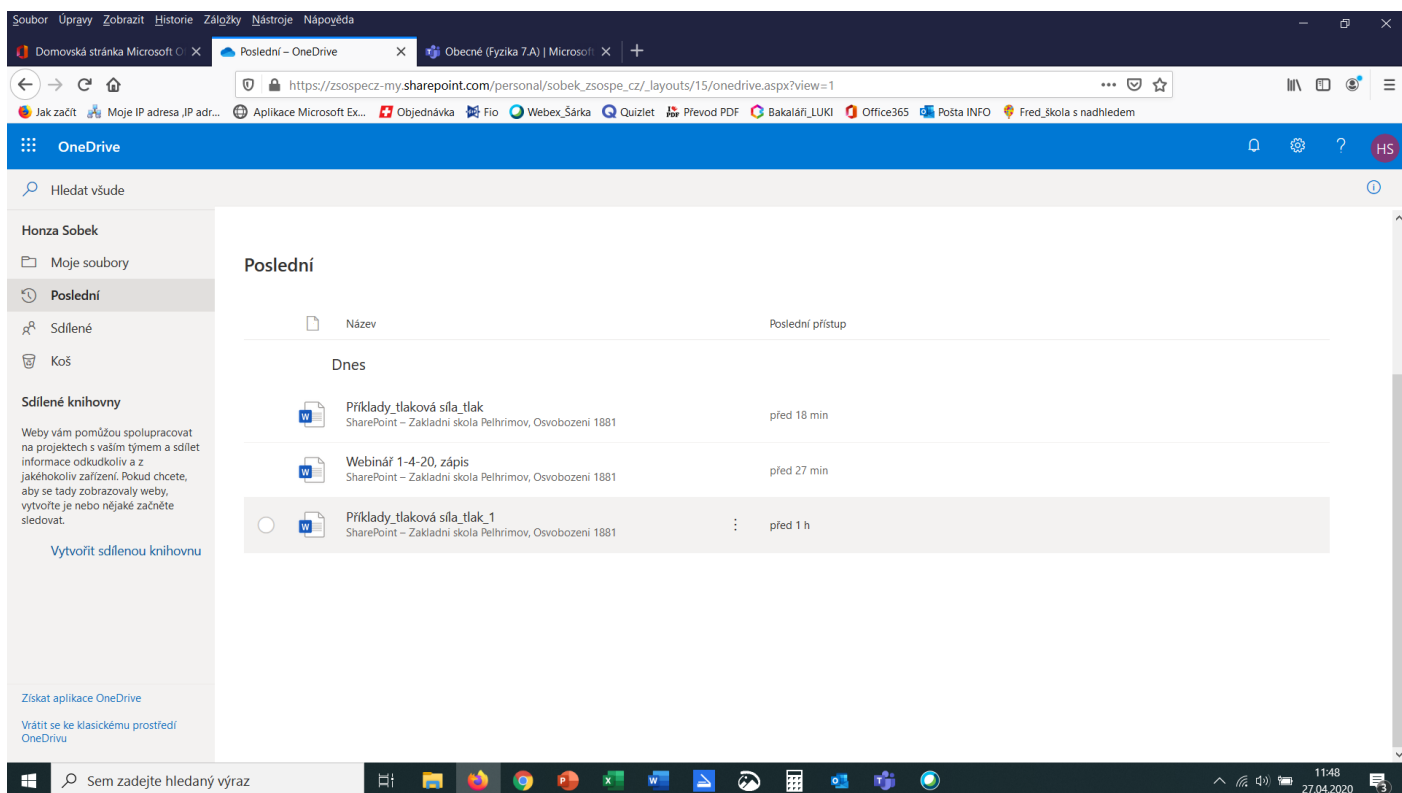 Soubor Úpravy Zobrazit Historie Záložky Nástroje Nápověda
Domovská stránka Microsoft O
Poslední – OneDrive
Obecné (Fyzika 7.A) | Microsoft
https://zsospecz-my.sharepoint.com/personal/sobek_zsospe_cz/_layouts/15/onedrive.aspx?view=1
Jak začít
Moje IP adresa ,IP adr...
Aplikace Microsoft Ex...
Objednávka
Fio
Webex_Šárka
Quizlet
Převod PDF
Bakaláři_LUKI
Office365
Pošta INFO
Fred_škola s nadhledem
OneDrive
HS
Hledat všude
Honza Sobek
Moje soubory
Poslední
Sdílené
Koš
Sdílené knihovny
Weby vám pomůžou spolupracovat
na projektech s vaším týmem a sdílet
informace odkudkoliv a z
jakéhokoliv zařízení. Pokud chcete,
aby se tady zobrazovaly weby,
vytvořte je nebo nějaké začněte
sledovat.
Vytvořit sdílenou knihovnu
Získat aplikace OneDrive
Vrátit se ke klasickému prostředí
OneDrivu
Poslední
Název
Poslední přístup
Dnes
Příklady_tlaková síla_tlak
SharePoint – Zakladni skola Pelhrimov, Osvobozeni 1881
před 18 min
Webinář 1-4-20, zápis
SharePoint – Zakladni skola Pelhrimov, Osvobozeni 1881
před 27 min
Příklady_tlaková síla_tlak_1
SharePoint – Zakladni skola Pelhrimov, Osvobozeni 1881
před 1 h
Sem zadejte hledaný výraz
11:48
27.04.2020
3